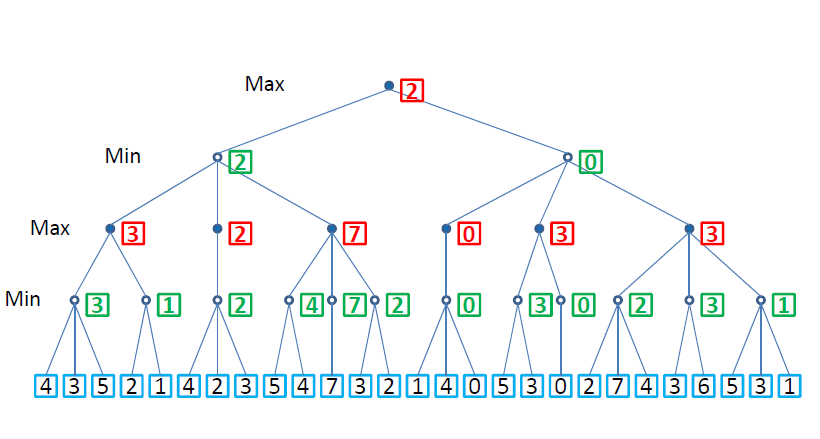 Max 2
Min 2 0
Max 3 2 7 0 3 3
Min 3 1 2 4 7 2 0 3 0 2 3 1
4 3 5 2 1 4 2 3 5 4 7 3 2 1 4 0 5 3 0 2 7 4 3 6 5 3 1